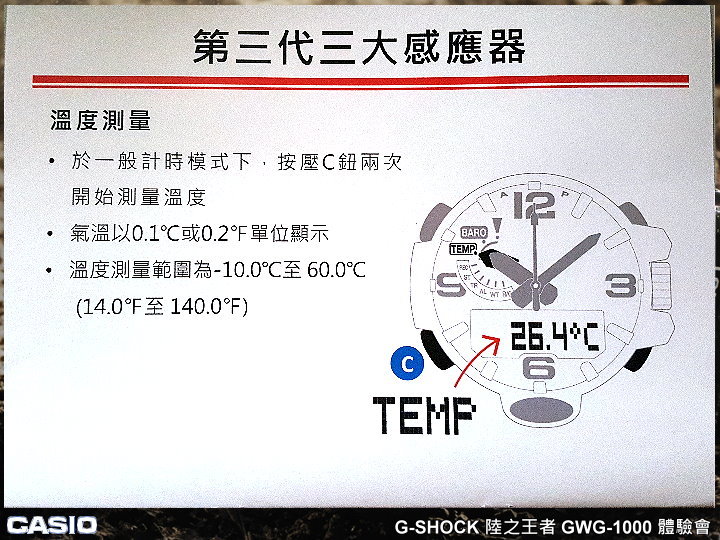 第三代三大感應器
溫度測量
• 於一般計時模式下，按壓C鈕兩次
開始測量溫度
• 氣溫以0.1℃或0.2℉單位顯示
• 溫度測量範圍為-10.0℃至 60.0℃
(14.0℉至 140.0℉)
A 12 P
BARO
TEMP
9 3
26.4°C
6
C
TEMP
CASIO
G-SHOCK 陸之王者 GWG-1000 體驗會